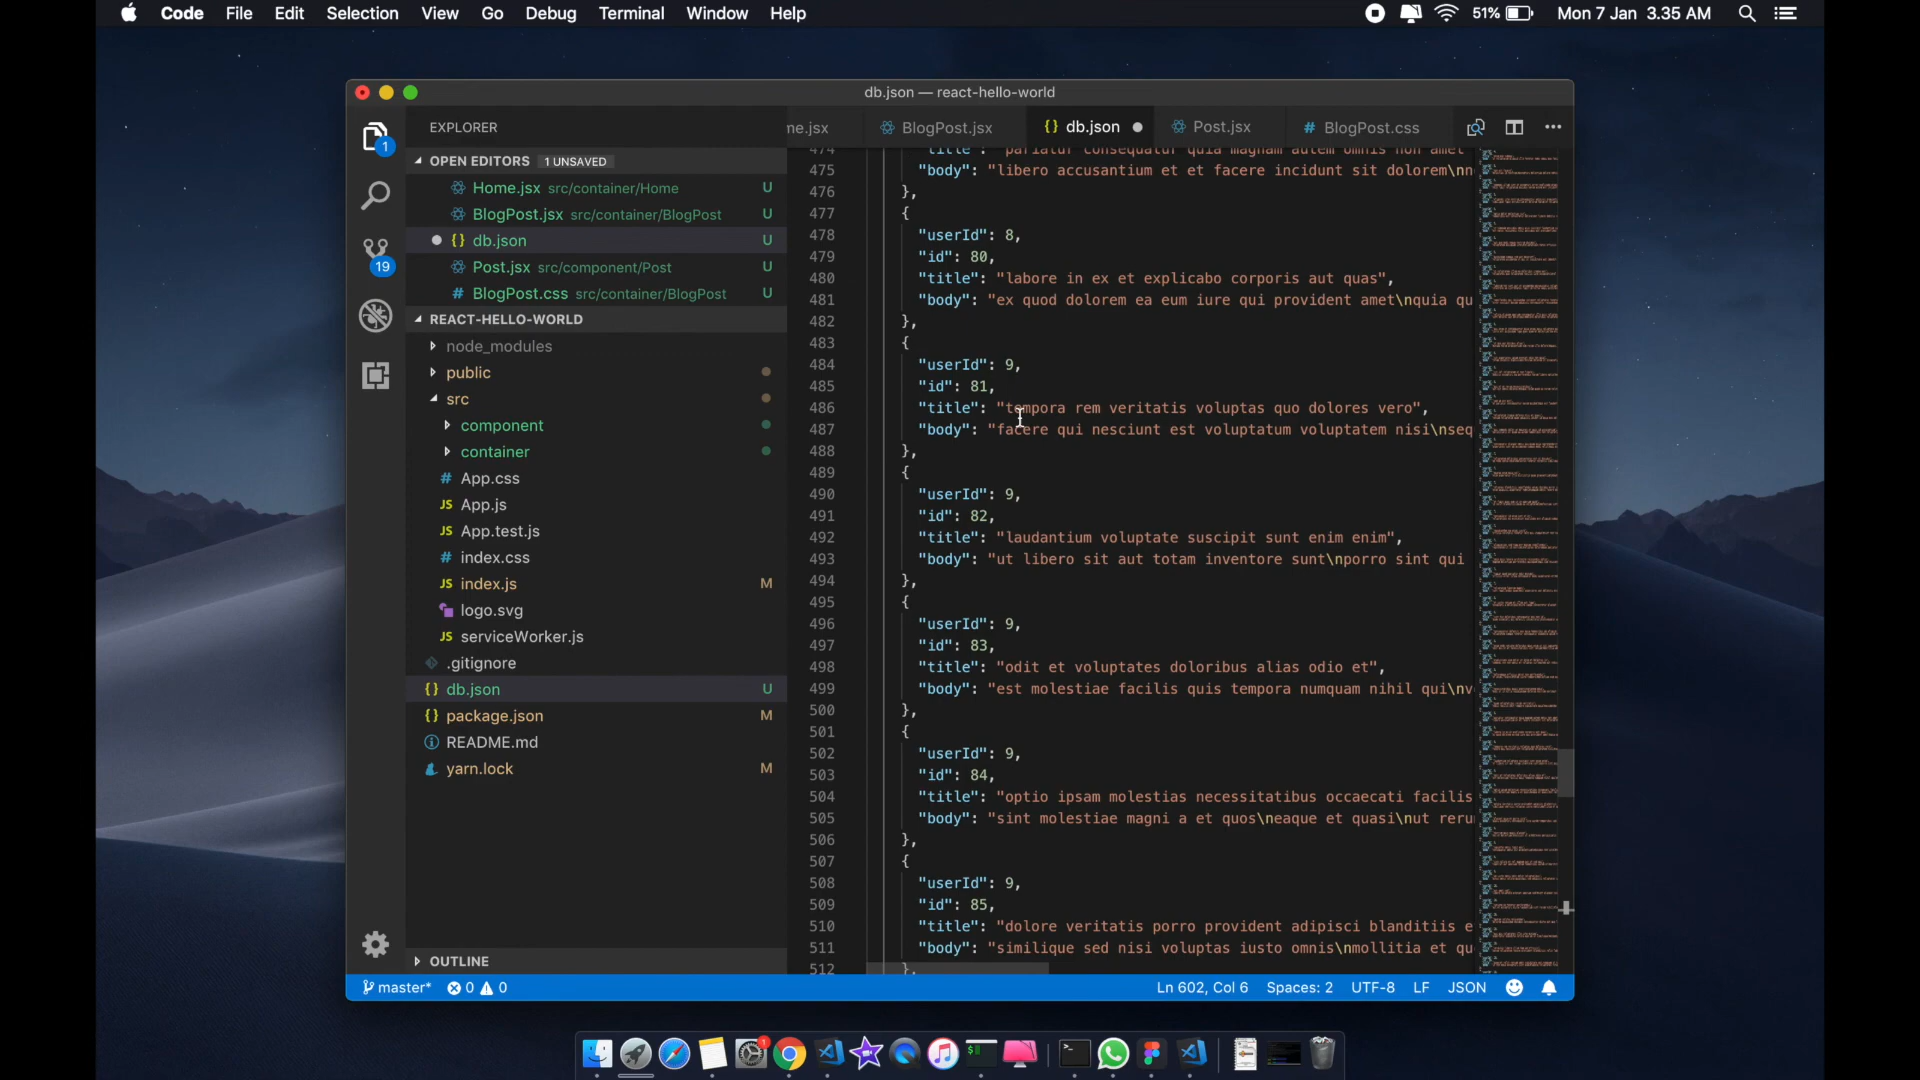 Code File Edit Selection View Go Debug Terminal Window Help
51% Mon 7 Jan 3.35 AM
db.json — react-hello-world
EXPLORER
me.jsx BlogPost.jsx {} db.json Post.jsx # BlogPost.css
OPEN EDITORS 1 UNSAVED
Home.jsx src/container/Home U
BlogPost.jsx src/container/BlogPost U
{} db.json U
Post.jsx src/component/Post U
# BlogPost.css src/container/BlogPost U
REACT-HELLO-WORLD
node_modules
public
src
component
container
# App.css
JS App.js
JS App.test.js
# index.css
JS index.js M
logo.svg
JS serviceWorker.js
.gitignore
{} db.json U
{} package.json M
README.md
yarn.lock M
OUTLINE
1
19
474 "title": "pariatur consequatur quia magnam autem omnis non amet
475 "body": "libero accusantium et et facere incidunt sit dolorem\nn
476 },
477 {
478 "userId": 8,
479 "id": 80,
480 "title": "labore in ex et explicabo corporis aut quas",
481 "body": "ex quod dolorem ea eum iure qui provident amet\nquia qu
482 },
483 {
484 "userId": 9,
485 "id": 81,
486 "title": "tempora rem veritatis voluptas quo dolores vero",
487 "body": "facere qui nesciunt est voluptatum voluptatem nisi\nseq
488 },
489 {
490 "userId": 9,
491 "id": 82,
492 "title": "laudantium voluptate suscipit sunt enim enim",
493 "body": "ut libero sit aut totam inventore sunt\nporro sint qui
494 },
495 {
496 "userId": 9,
497 "id": 83,
498 "title": "odit et voluptates doloribus alias odio et",
499 "body": "est molestiae facilis quis tempora numquam nihil qui\nv
500 },
501 {
502 "userId": 9,
503 "id": 84,
504 "title": "optio ipsam molestias necessitatibus occaecati facilis
505 "body": "sint molestiae magni a et quos\neaque et quasi\nut reru
506 },
507 {
508 "userId": 9,
509 "id": 85,
510 "title": "dolore veritatis porro provident adipisci blanditiis e
511 "body": "similique sed nisi voluptas iusto omnis\nmollitia et qu
512 },
master* 0 0 Ln 602, Col 6 Spaces: 2 UTF-8 LF JSON